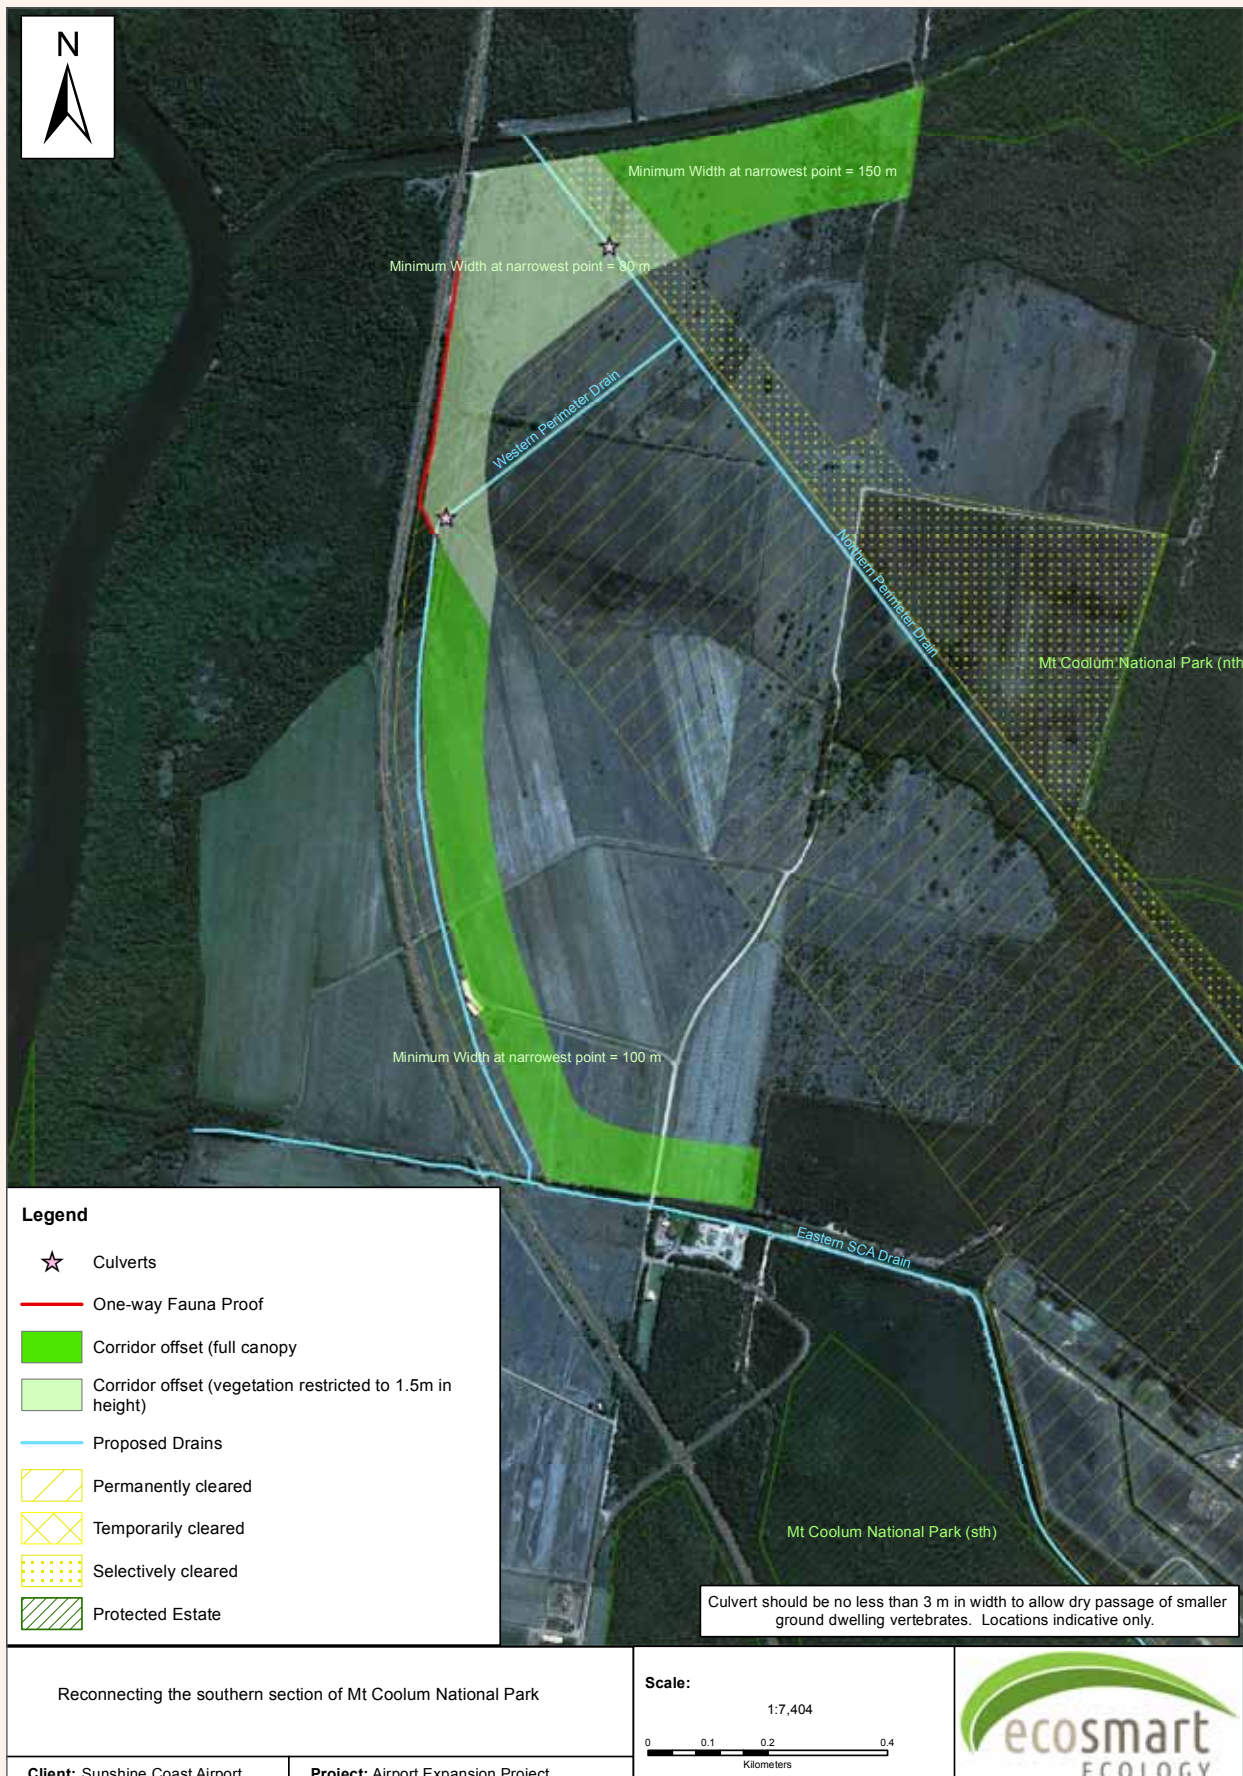 N
Minimum Width at narrowest point = 150 m
Minimum Width at narrowest point = 80 m
Western Perimeter Drain
Northern Perimeter Drain
Mt Coolum National Park (nth
Minimum Width at narrowest point = 100 m
Eastern SCA Drain
Mt Coolum National Park (sth)
Legend
Culverts
One-way Fauna Proof
Corridor offset (full canopy
Corridor offset (vegetation restricted to 1.5m in
height)
Proposed Drains
Permanently cleared
Temporarily cleared
Selectively cleared
Protected Estate
Culvert should be no less than 3 m in width to allow dry passage of smaller
ground dwelling vertebrates. Locations indicative only.
Reconnecting the southern section of Mt Coolum National Park
Scale:
1:7,404
0 0.1 0.2 0.4
Kilometers
ecosmart
ECOLOGY
Client: Sunshine Coast Airport
Project: Airport Expansion Project